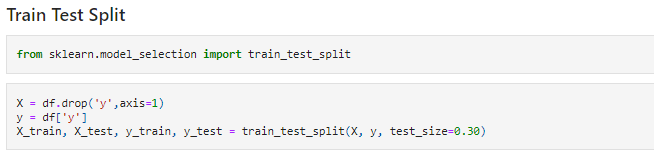 Train Test Split
from sklearn.model_selection import train_test_split
X = df.drop('y',axis=1)
y = df['y']
X_train, X_test, y_train, y_test = train_test_split(X, y, test_size=0.30)